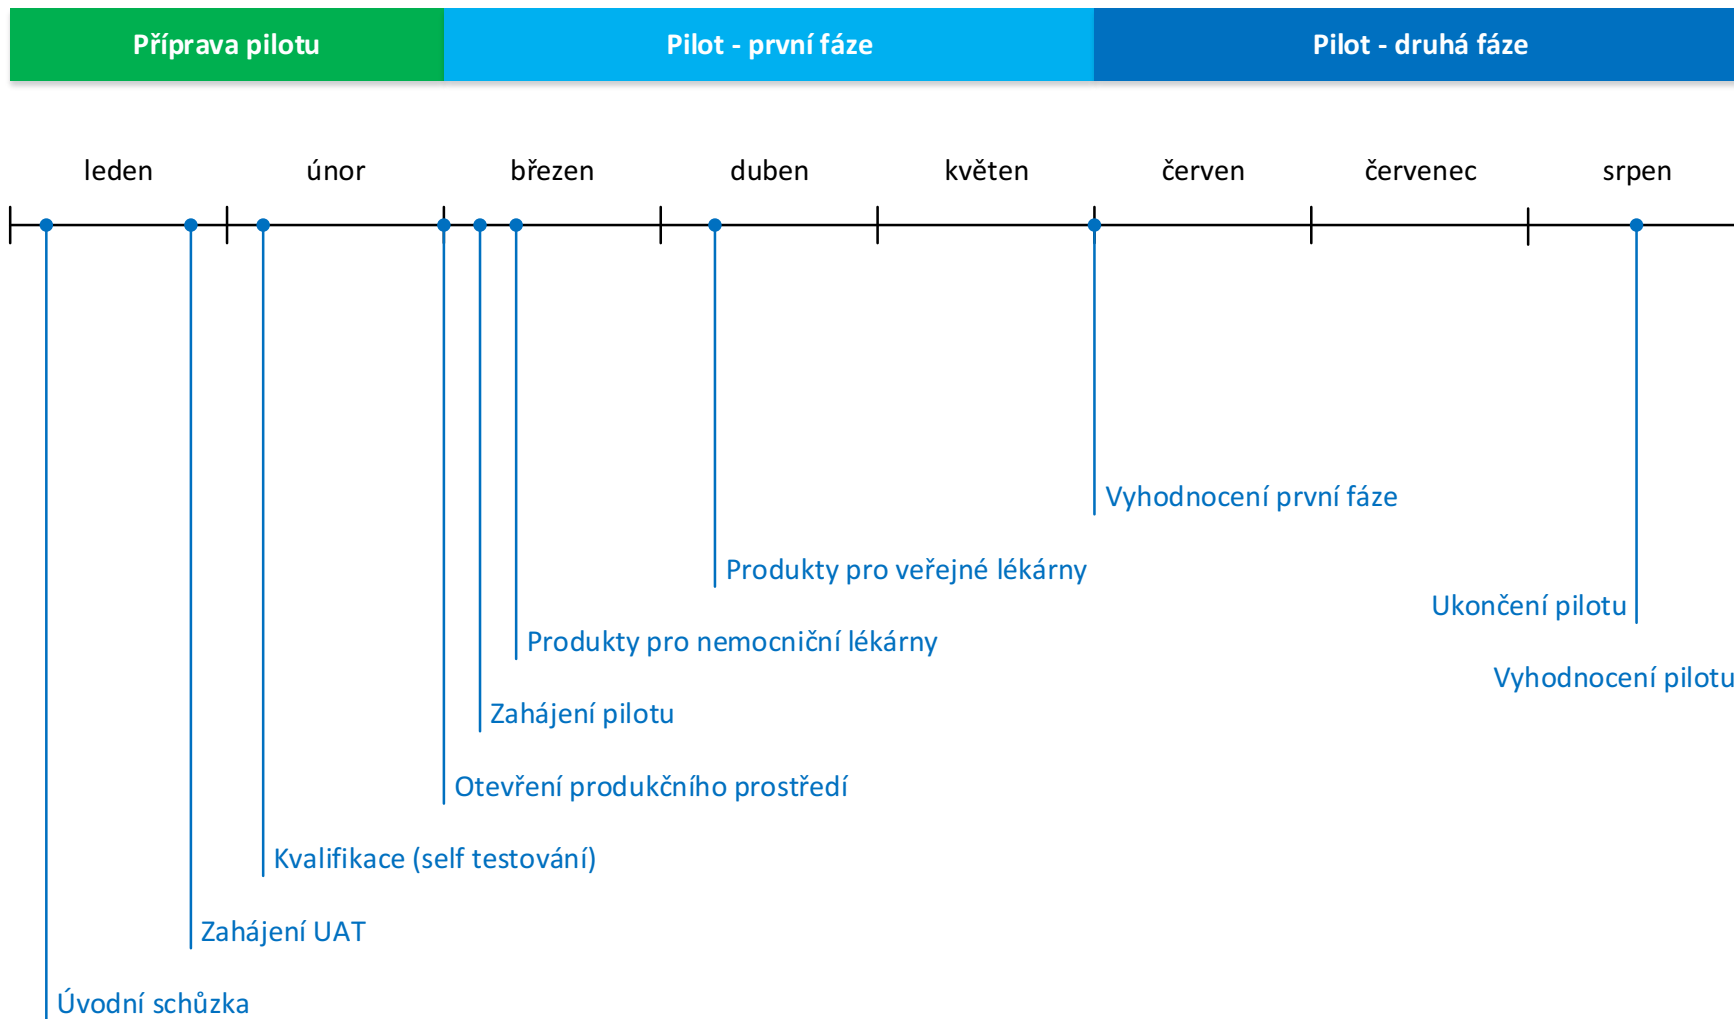 Příprava pilotu
Pilot - první fáze
Pilot - druhá fáze
leden
únor
březen
duben
květen
červen
červenec
srpen
Vyhodnocení první fáze
Produkty pro veřejné lékárny
Ukončení pilotu
Produkty pro nemocniční lékárny
Vyhodnocení pilotu
Zahájení pilotu
Otevření produkčního prostředí
Kvalifikace (self testování)
Zahájení UAT
Úvodní schůzka